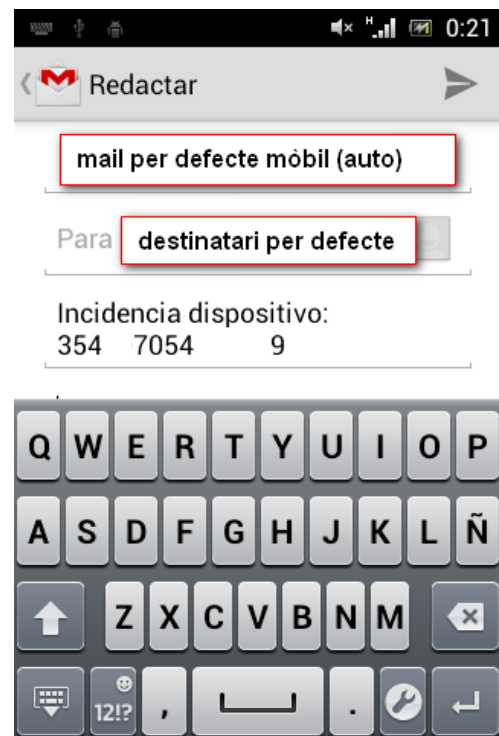 H 0:21
Redactar
mail per defecte mòbil (auto)
Para destinatari per defecte
Incidencia dispositivo:
354 7054 9
Q W E R T Y U I O P
A S D F G H J K L Ñ
Z X C V B N M
12!? , .